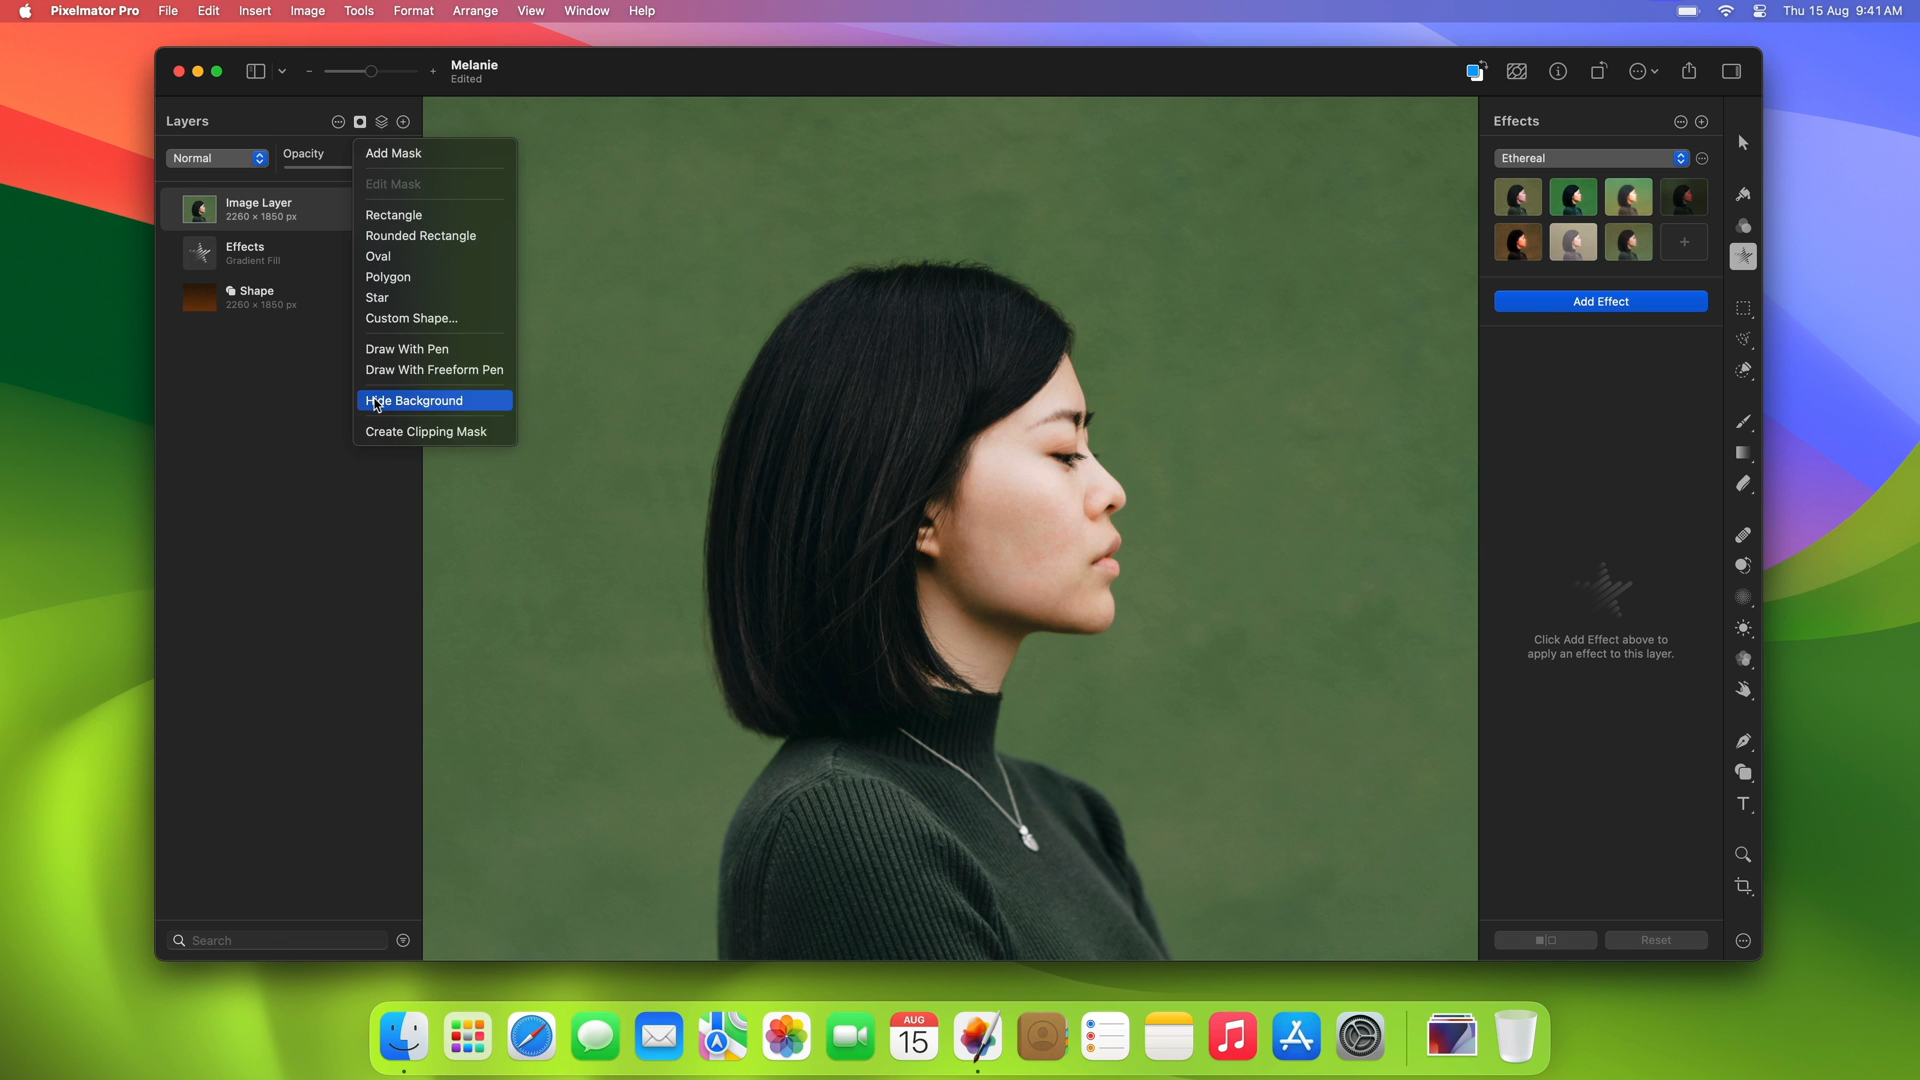 Pixelmator Pro File Edit Insert Image Tools Format Arrange View Window Help Thu 15 Aug 9:41 AM
Melanie
Edited
Layers
Normal Opacity
Image Layer
2260 × 1850 px
Effects
Gradient Fill
Shape
2260 × 1850 px
Search
Add Mask
Edit Mask
Rectangle
Rounded Rectangle
Oval
Polygon
Star
Custom Shape...
Draw With Pen
Draw With Freeform Pen
Hide Background
Create Clipping Mask
Effects
Ethereal
Add Effect
Click Add Effect above to
apply an effect to this layer.
Reset
AUG
15